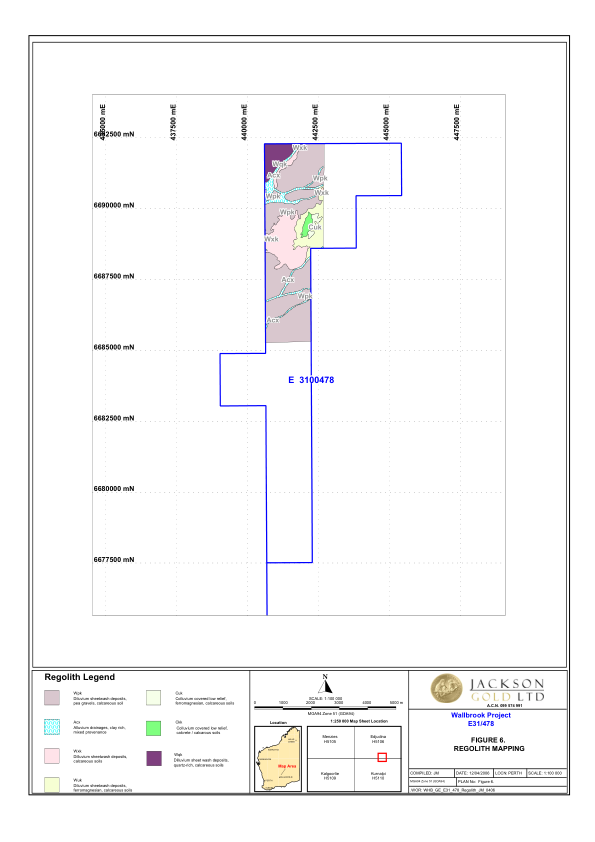 435000 mE
437500 mE
440000 mE
442500 mE
445000 mE
447500 mE
6692500 mN
6690000 mN
6687500 mN
6685000 mN
6682500 mN
6680000 mN
6677500 mN
Wxk
Wqk
Acx
Wpk
Wpk
Wxk
Wpk
Cuk
Wxk
Acx
Wpk
Acx
E 3100478
Regolith Legend
Wpk
Diluvium sheetwash deposits,
pea gravels, calcareous soil
Acx
Alluvium drainages, clay rich,
mixed provenance
Wxk
Diluvium sheetwash deposits,
calcareous soils
Wuk
Diluvium sheetwash deposits,
ferromagnesian, calcareous soils
Cuk
Colluvium covered low relief,
ferromagnesian, calcareous soils
Colluvium covered low relief,
calcrete / calcareous soils
Wqk
Diluvium sheet wash deposits,
quartz-rich, calcareous soils
N
SCALE: 1:100 000
0 1000 2000 3000 4000 5000 m
MGA94 Zone 51 (GDA94)
Location
Map Area
1:250 000 Map Sheet Location
Menzies
H5105
Edjudina
H5106
Kalgoorlie
H5109
Kurnalpi
H5110
JACKSON
GOLD LTD
A.C.N. 095 574 991
Wallbrook Project
E31/478
FIGURE 6.
REGOLITH MAPPING
COMPILED: JM
DATE: 12/04/2006
LOCN: PERTH
SCALE: 1:100 000
MGA94 Zone 51 (GDA94)
PLAN No: Figure 6.
.WOR: WHB_GE_E31_478_Regolith_JM_0406